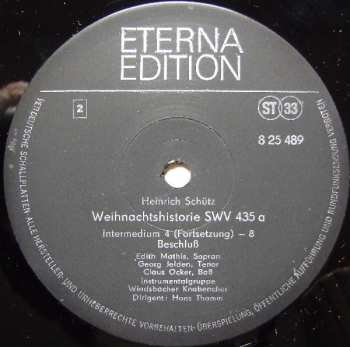 ETERNA
EDITION
2
ST 33
8 25 489
Heinrich Schütz
Weihnachtshistorie SWV 435 a
Intermedium 4 (Fortsetzung) – 8
Beschluß
Edith Mathis, Sopran
Georg Jelden, Tenor
Claus Ocker, Baß
Instrumentalgruppe
Windsbacher Knabenchor
Dirigent: Hans Thamm
VEB DEUTSCHE SCHALLPLATTEN · ALLE HERSTELLER- UND URHEBERRECHTE VORBEHALTEN · ÜBERSPIELUNG, ÖFFENTLICHE AUFFÜHRUNG UND RUNDFUNKSENDUNG VERBOTEN